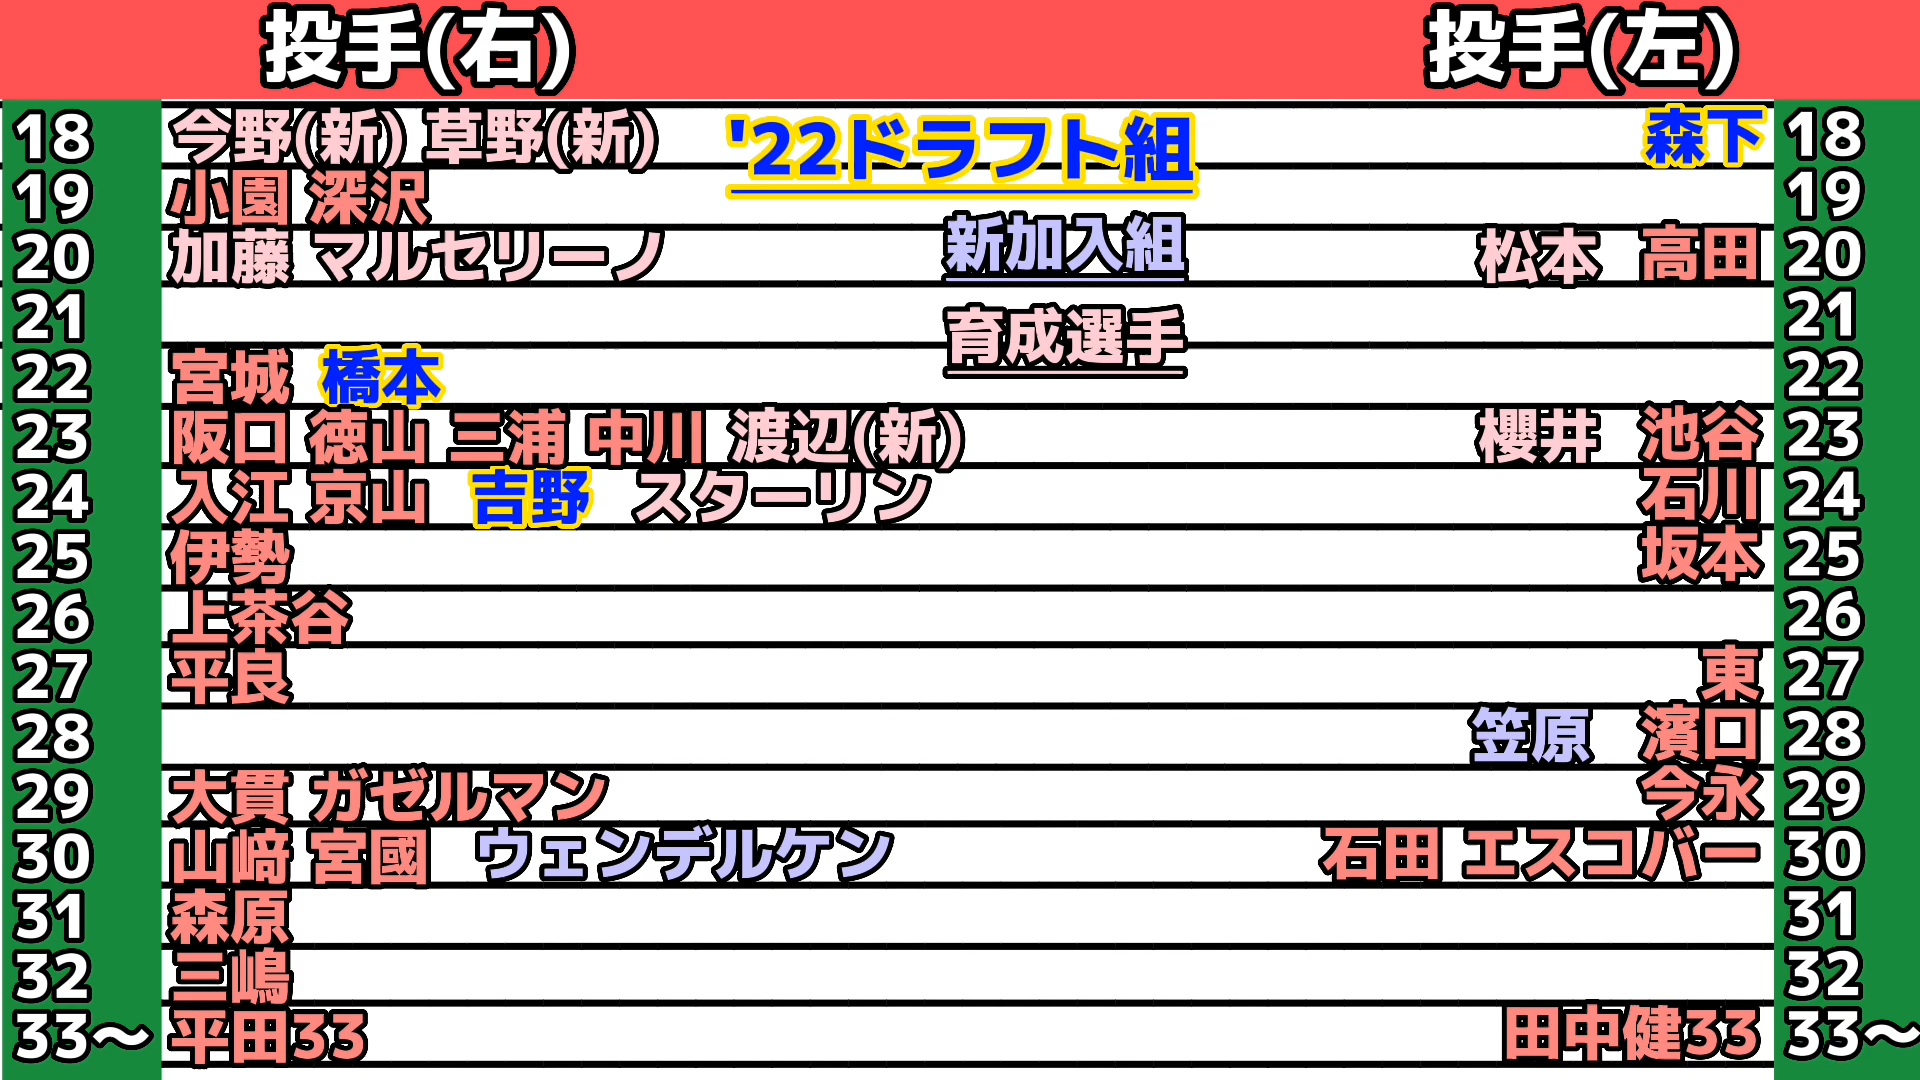 投手(右) 投手(左)
18 今野(新) 草野(新) '22ドラフト組 森下 18
19 小園 深沢 19
20 加藤 マルセリーノ 新加入組 松本 高田 20
21 育成選手 21
22 宮城 橋本 22
23 阪口 徳山 三浦 中川 渡辺(新) 櫻井 池谷 23
24 入江 京山 吉野 スターリン 石川 24
25 伊勢 坂本 25
26 上茶谷 26
27 平良 東 27
28 笠原 濱口 28
29 大貫 ガゼルマン 今永 29
30 山﨑 宮國 ウェンデルケン 石田 エスコバー 30
31 森原 31
32 三嶋 32
33〜 平田33 田中健33 33〜